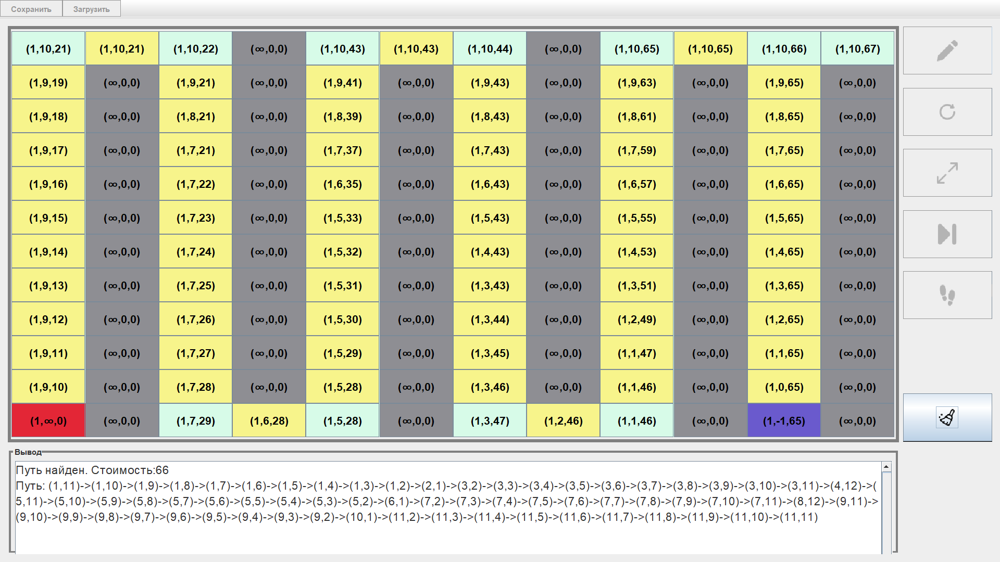 Сохранить Загрузить
(1,10,21) (1,10,21) (1,10,22) (∞,0,0) (1,10,43) (1,10,43) (1,10,44) (∞,0,0) (1,10,65) (1,10,65) (1,10,66) (1,10,67)
(1,9,19) (∞,0,0) (1,9,21) (∞,0,0) (1,9,41) (∞,0,0) (1,9,43) (∞,0,0) (1,9,63) (∞,0,0) (1,9,65) (∞,0,0)
(1,9,18) (∞,0,0) (1,8,21) (∞,0,0) (1,8,39) (∞,0,0) (1,8,43) (∞,0,0) (1,8,61) (∞,0,0) (1,8,65) (∞,0,0)
(1,9,17) (∞,0,0) (1,7,21) (∞,0,0) (1,7,37) (∞,0,0) (1,7,43) (∞,0,0) (1,7,59) (∞,0,0) (1,7,65) (∞,0,0)
(1,9,16) (∞,0,0) (1,7,22) (∞,0,0) (1,6,35) (∞,0,0) (1,6,43) (∞,0,0) (1,6,57) (∞,0,0) (1,6,65) (∞,0,0)
(1,9,15) (∞,0,0) (1,7,23) (∞,0,0) (1,5,33) (∞,0,0) (1,5,43) (∞,0,0) (1,5,55) (∞,0,0) (1,5,65) (∞,0,0)
(1,9,14) (∞,0,0) (1,7,24) (∞,0,0) (1,5,32) (∞,0,0) (1,4,43) (∞,0,0) (1,4,53) (∞,0,0) (1,4,65) (∞,0,0)
(1,9,13) (∞,0,0) (1,7,25) (∞,0,0) (1,5,31) (∞,0,0) (1,3,43) (∞,0,0) (1,3,51) (∞,0,0) (1,3,65) (∞,0,0)
(1,9,12) (∞,0,0) (1,7,26) (∞,0,0) (1,5,30) (∞,0,0) (1,3,44) (∞,0,0) (1,2,49) (∞,0,0) (1,2,65) (∞,0,0)
(1,9,11) (∞,0,0) (1,7,27) (∞,0,0) (1,5,29) (∞,0,0) (1,3,45) (∞,0,0) (1,1,47) (∞,0,0) (1,1,65) (∞,0,0)
(1,9,10) (∞,0,0) (1,7,28) (∞,0,0) (1,5,28) (∞,0,0) (1,3,46) (∞,0,0) (1,1,46) (∞,0,0) (1,0,65) (∞,0,0)
(1,∞,0) (∞,0,0) (1,7,29) (1,6,28) (1,5,28) (∞,0,0) (1,3,47) (1,2,46) (1,1,46) (∞,0,0) (1,-1,65) (∞,0,0)
Вывод
Путь найден. Стоимость:66
Путь: (1,11)->(1,10)->(1,9)->(1,8)->(1,7)->(1,6)->(1,5)->(1,4)->(1,3)->(1,2)->(2,1)->(3,2)->(3,3)->(3,4)->(3,5)->(3,6)->(3,7)->(3,8)->(3,9)->(3,10)->(3,11)->(4,12)->(
5,11)->(5,10)->(5,9)->(5,8)->(5,7)->(5,6)->(5,5)->(5,4)->(5,3)->(5,2)->(6,1)->(7,2)->(7,3)->(7,4)->(7,5)->(7,6)->(7,7)->(7,8)->(7,9)->(7,10)->(7,11)->(8,12)->(9,11)->
(9,10)->(9,9)->(9,8)->(9,7)->(9,6)->(9,5)->(9,4)->(9,3)->(9,2)->(10,1)->(11,2)->(11,3)->(11,4)->(11,5)->(11,6)->(11,7)->(11,8)->(11,9)->(11,10)->(11,11)